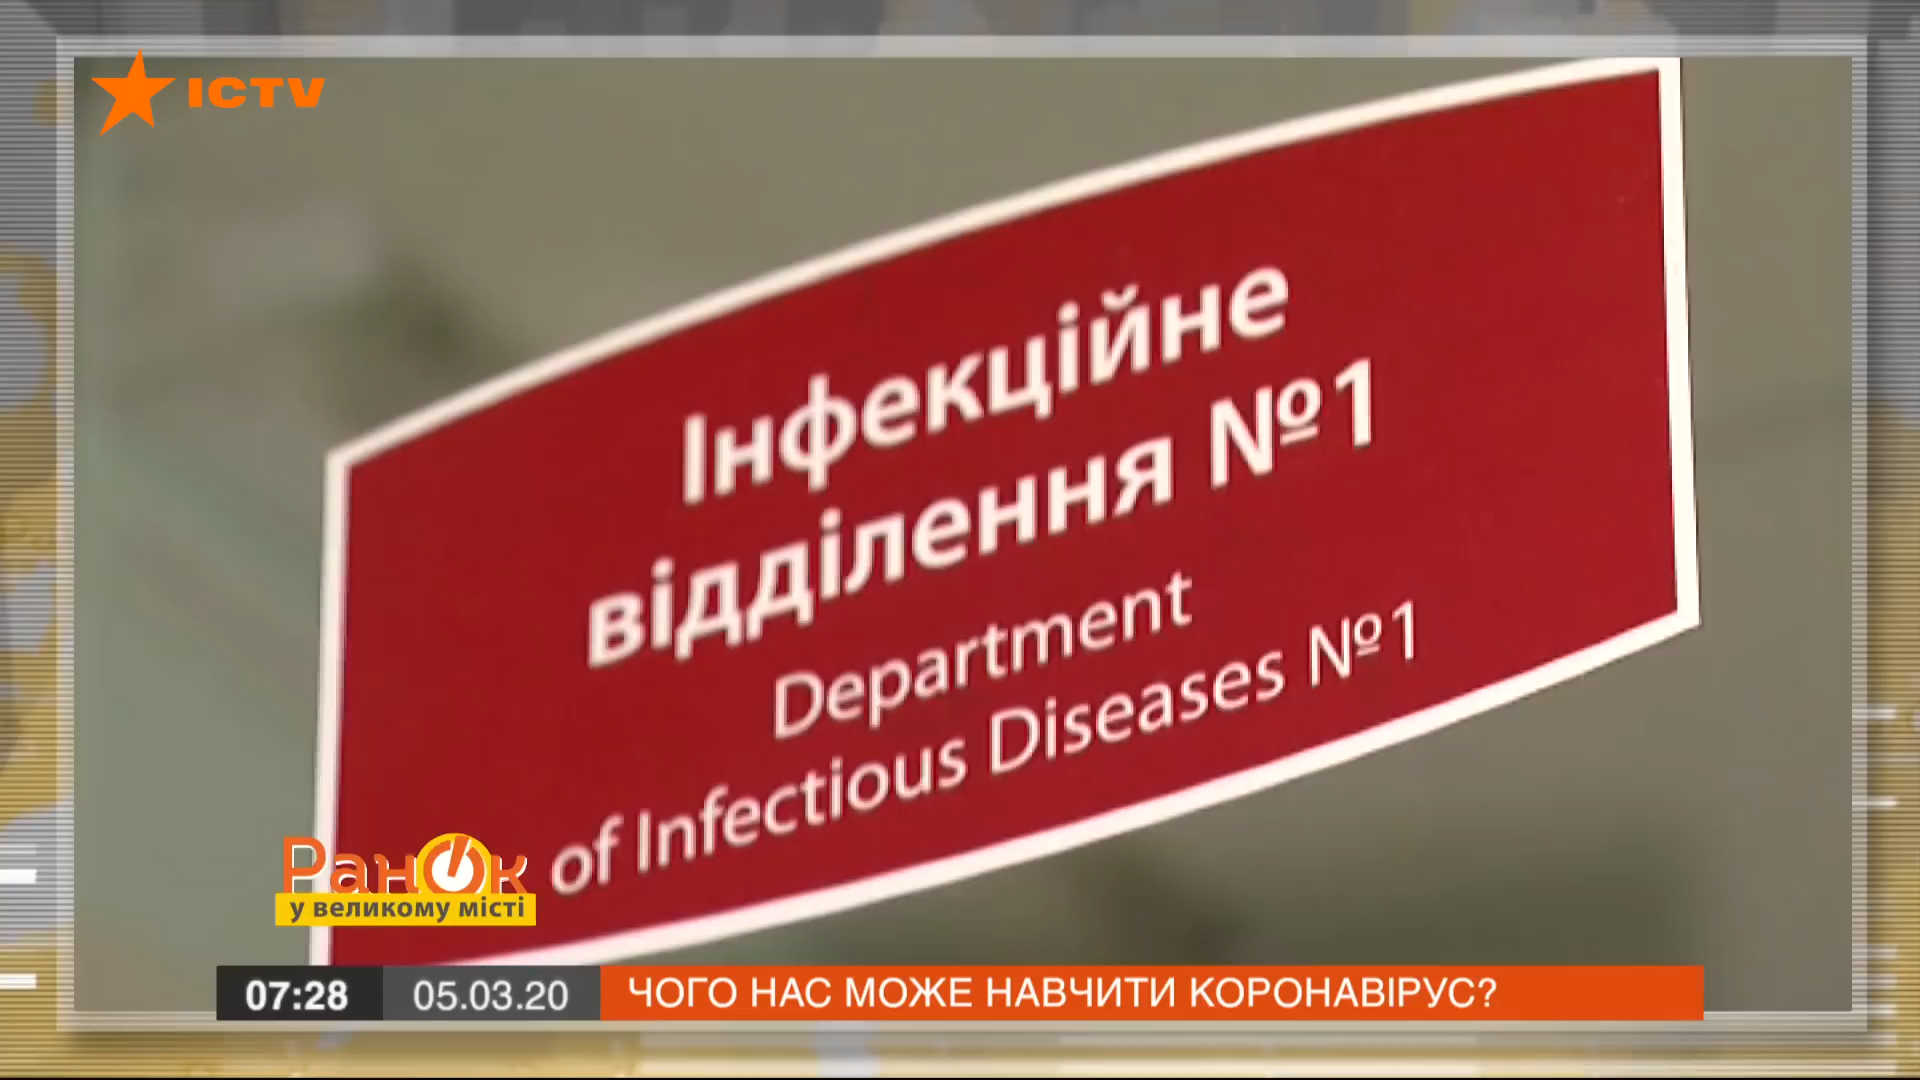 ICTV
Інфекційне
відділення №1
Department
of Infectious Diseases №1
Ранок
у великому місті
07:28 05.03.20 ЧОГО НАС МОЖЕ НАВЧИТИ КОРОНАВІРУС?